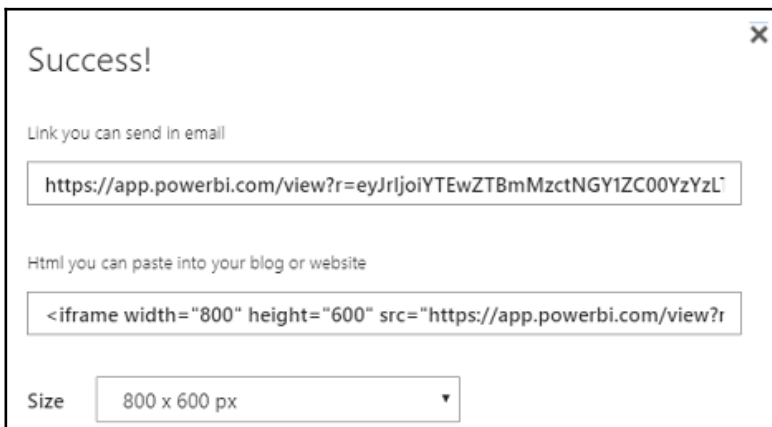 Success!
Link you can send in email
https://app.powerbi.com/view?r=eyJrIjoiYTEwZTBmMzctNGY1ZC00YzYzL
Html you can paste into your blog or website
<iframe width="800" height="600" src="https://app.powerbi.com/view?r
Size 800 x 600 px